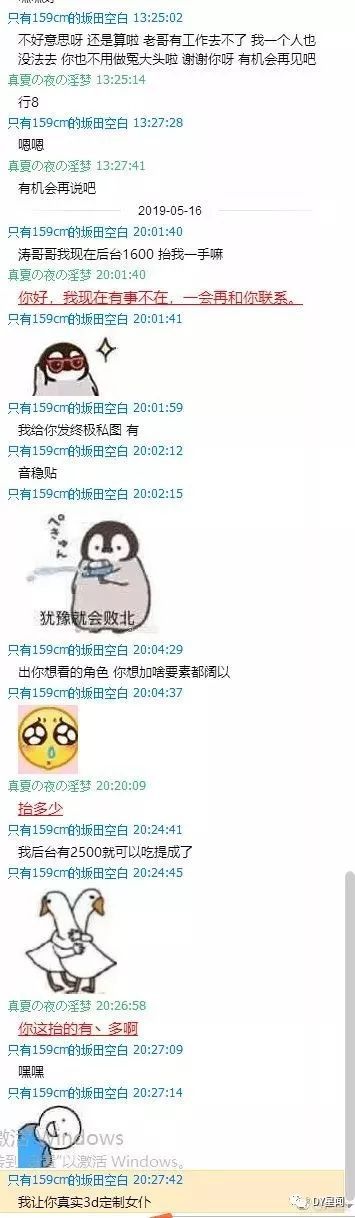 只有159cm的坂田空白 13:25:02
不好意思呀 还是算啦 老哥有工作去不了 我一个人也
没法去 你也不用做冤大头啦 谢谢你呀 有机会再见吧
真夏の夜の淫梦 13:25:14
行8
只有159cm的坂田空白 13:27:28
嗯嗯
真夏の夜の淫梦 13:27:41
有机会再说吧
2019-05-16
只有159cm的坂田空白 20:01:40
涛哥哥我现在后台1600 抬我一手嘛
真夏の夜の淫梦 20:01:40
你好，我现在有事不在，一会再和你联系。
只有159cm的坂田空白 20:01:41
只有159cm的坂田空白 20:01:59
我给你发终极私图 有
只有159cm的坂田空白 20:02:12
音稳贴
只有159cm的坂田空白 20:02:15
ぺきゅん
犹豫就会败北
只有159cm的坂田空白 20:04:29
出你想看的角色 你想加啥要素都阔以
只有159cm的坂田空白 20:04:37
真夏の夜の淫梦 20:20:09
抬多少
只有159cm的坂田空白 20:24:41
我后台有2500就可以吃提成了
只有159cm的坂田空白 20:24:45
真夏の夜の淫梦 20:26:58
你这抬的有丶多啊
只有159cm的坂田空白 20:27:09
嘿嘿
只有159cm的坂田空白 20:27:14
激活 Windows
转到"设置"以激活 Windows。
只有159cm的坂田空白 20:27:42
我让你真实3d定制女仆
DY星闻